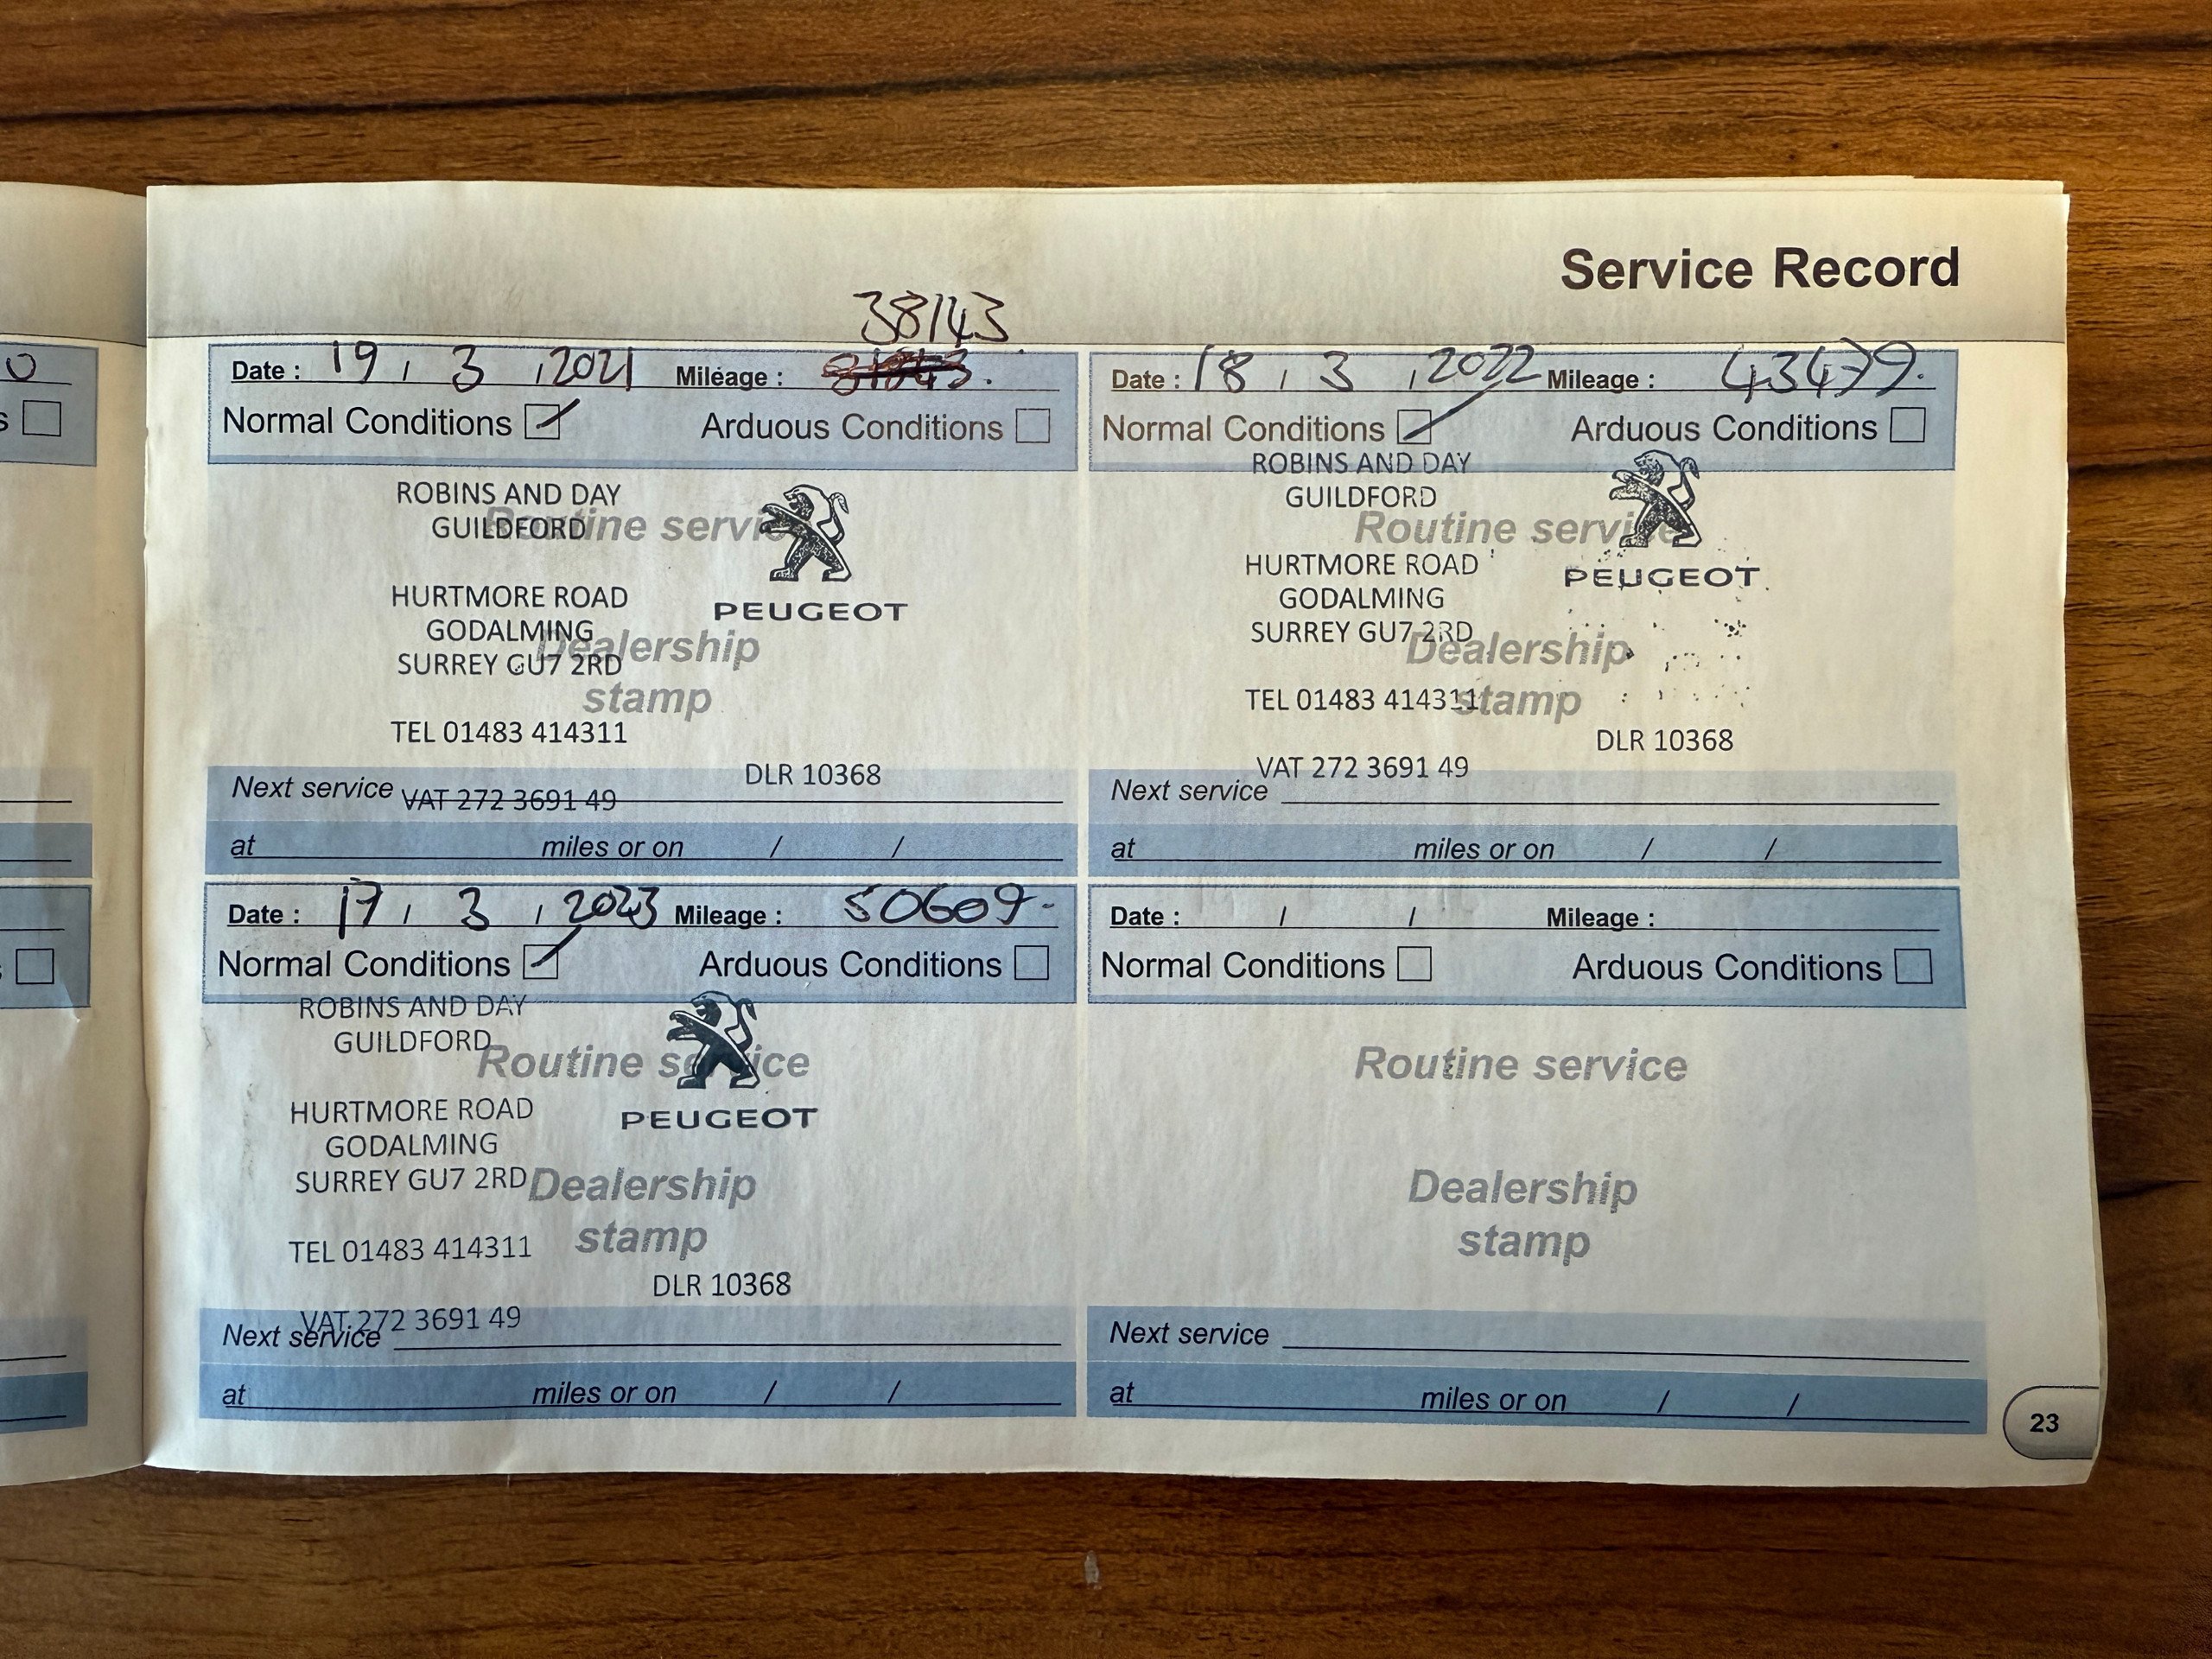 Service Record
38143
Date : 19 / 3 / 2021 Mileage :
Normal Conditions Arduous Conditions
ROBINS AND DAY
GUILDFORD
Routine service
HURTMORE ROAD
GODALMING
SURREY GU7 2RD
PEUGEOT
Dealership
stamp
TEL 01483 414311
DLR 10368
Next service VAT 272 3691 49
at miles or on / /
Date : 18 / 3 / 2022 Mileage : 43479.
Normal Conditions Arduous Conditions
ROBINS AND DAY
GUILDFORD
Routine service
HURTMORE ROAD
GODALMING
SURREY GU7 2RD
PEUGEOT
Dealership
stamp
TEL 01483 414311
DLR 10368
VAT 272 3691 49
Next service
at miles or on / /
Date : 17 / 3 / 2023 Mileage : 50609-
Normal Conditions Arduous Conditions
ROBINS AND DAY
GUILDFORD
Routine service
HURTMORE ROAD
GODALMING
SURREY GU7 2RD
PEUGEOT
Dealership
stamp
TEL 01483 414311
DLR 10368
VAT 272 3691 49
Next service
at miles or on / /
Date : / / Mileage :
Normal Conditions Arduous Conditions
Routine service
Dealership
stamp
Next service
at miles or on / /
23